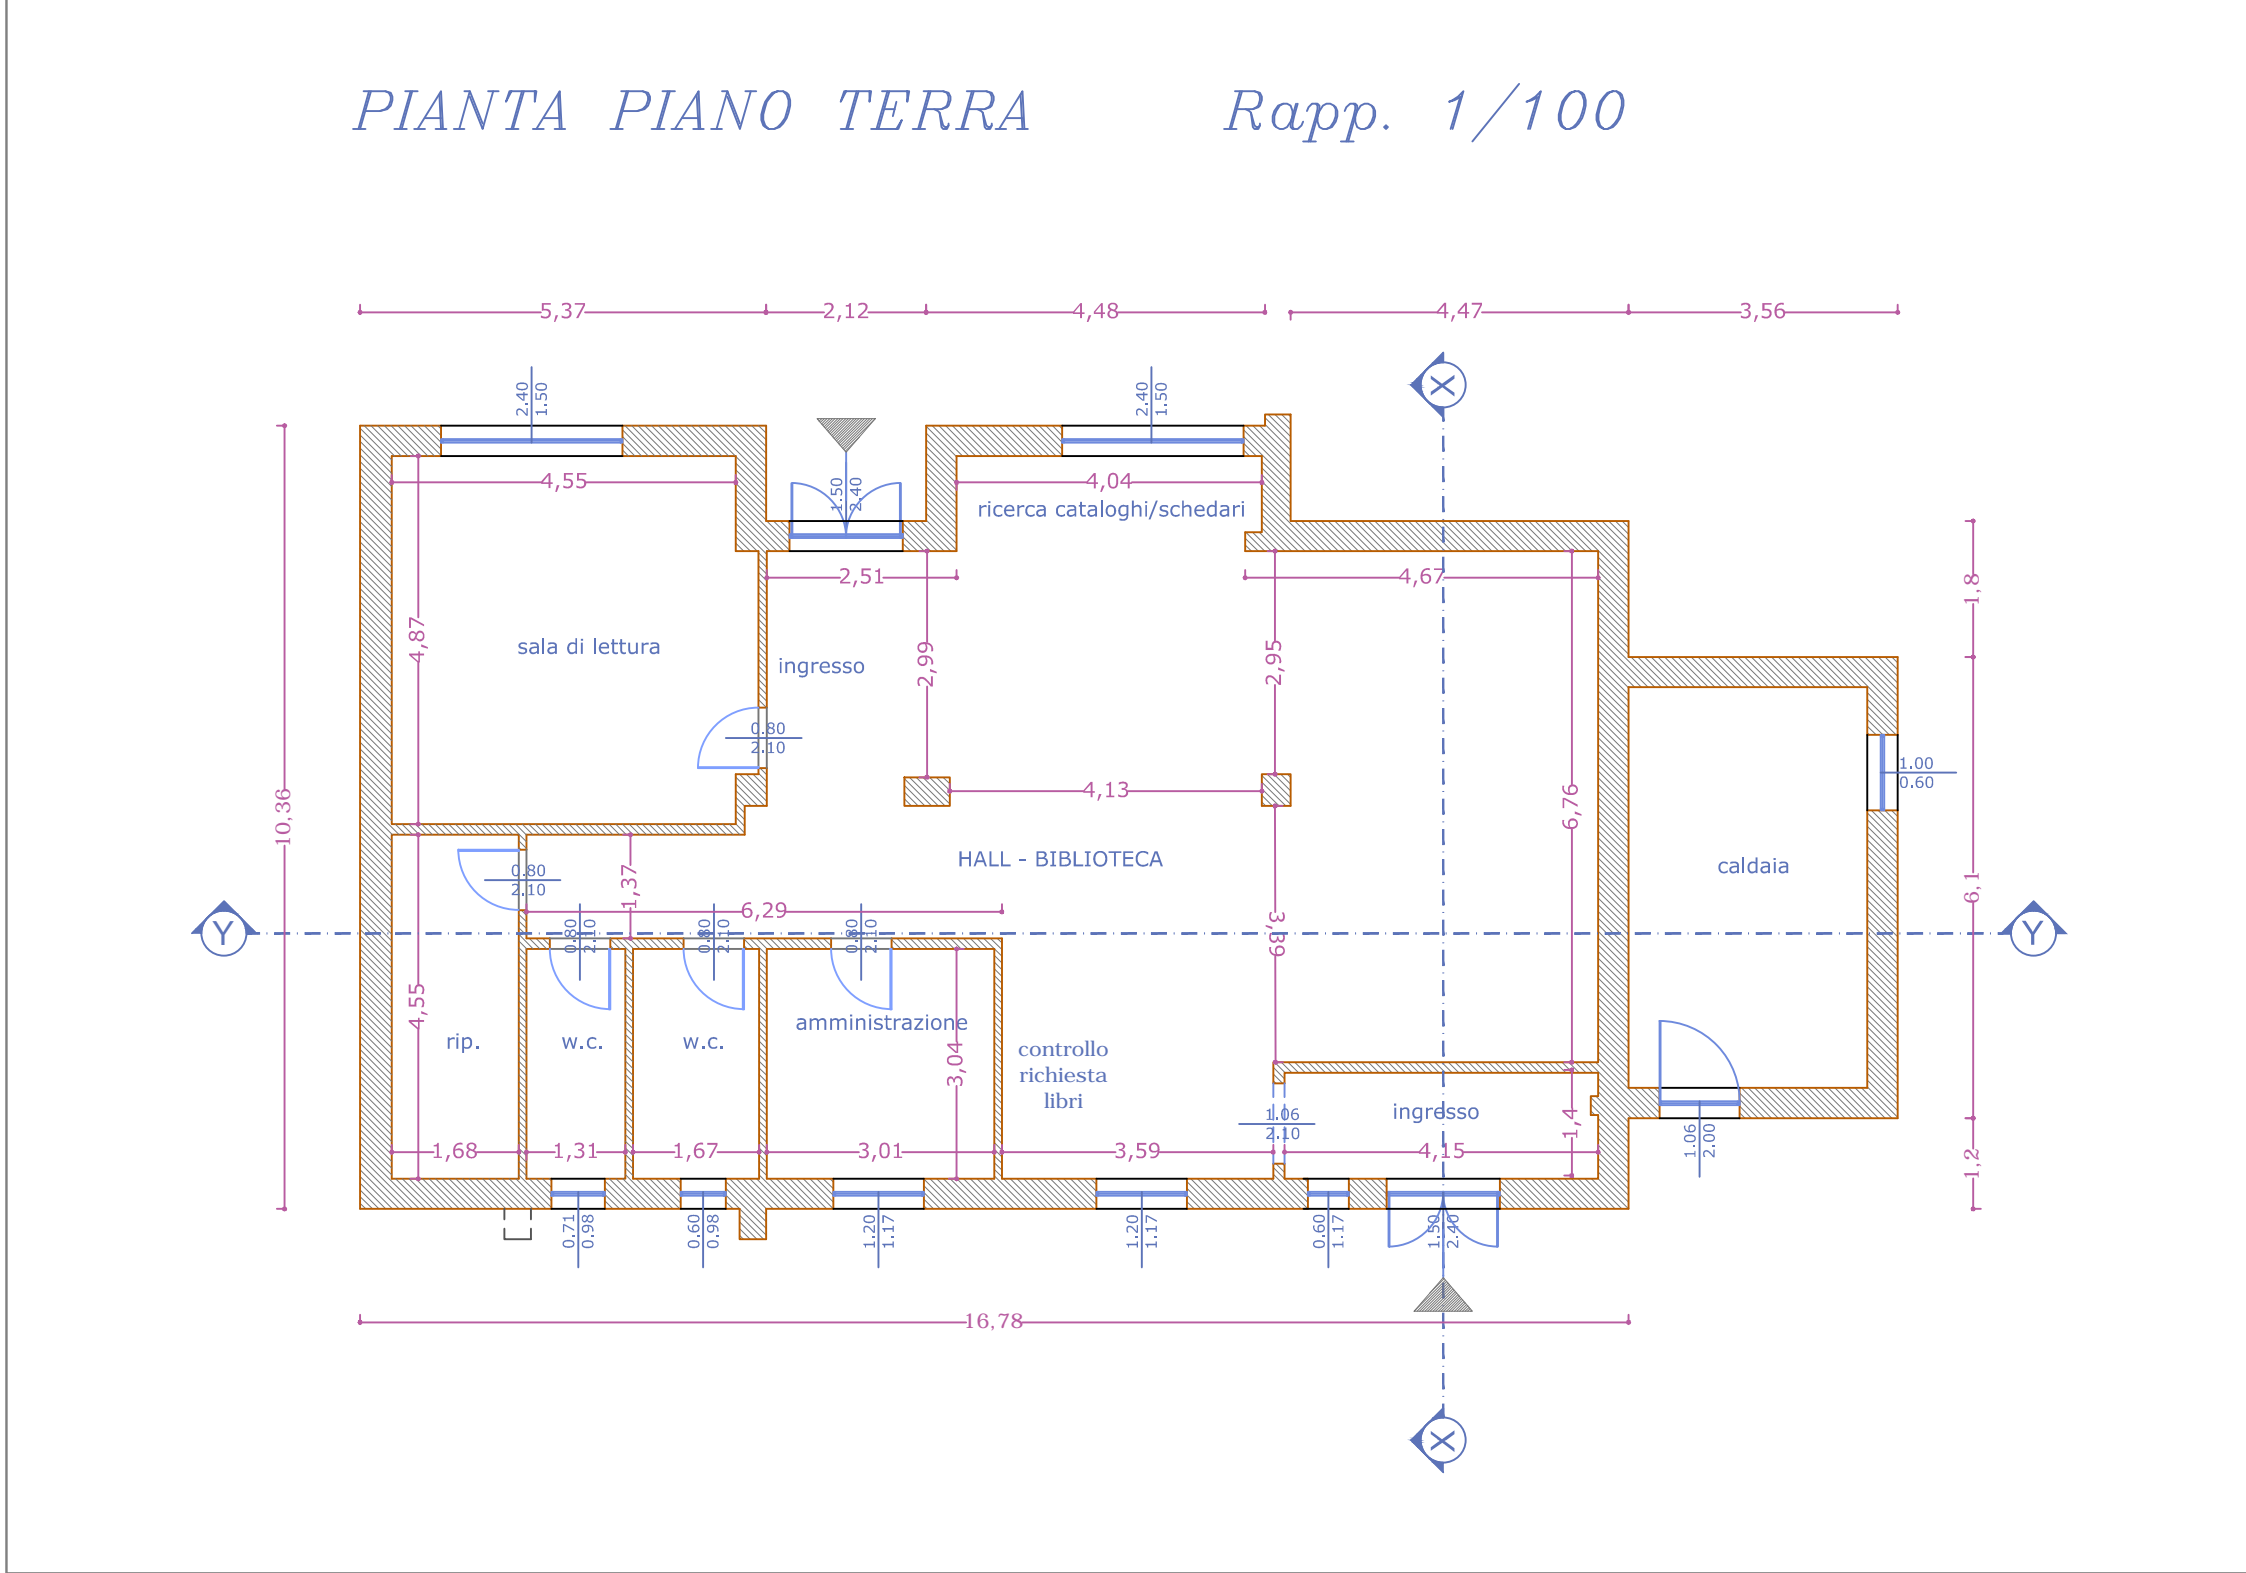 PIANTA PIANO TERRA Rapp. 1/100
5,37 2,12 4,48 4,47 3,56
X
2.40
1.50
2.40
1.50
4,55
1.50
2.40
4,04
ricerca cataloghi/schedari
2,51
4,67
1,8
4,87
sala di lettura
ingresso
2,99
2,95
0.80
2.10
1.00
0.60
4,13
6,76
10,36
HALL - BIBLIOTECA
caldaia
0.80
2.10
1,37
6,1
6,29
3,39
Y
Y
0.80
2.10
0.80
2.10
0.80
2.10
4,55
amministrazione
rip.
w.c.
w.c.
3,04
controllo
richiesta
libri
ingresso
1.06
2.10
1,4
1.06
2.00
1,68 1,31 1,67 3,01 3,59 4,15
1,2
0.71
0.98
0.60
0.98
1.20
1.17
1.20
1.17
0.60
1.17
1.50
2.40
16,78
X